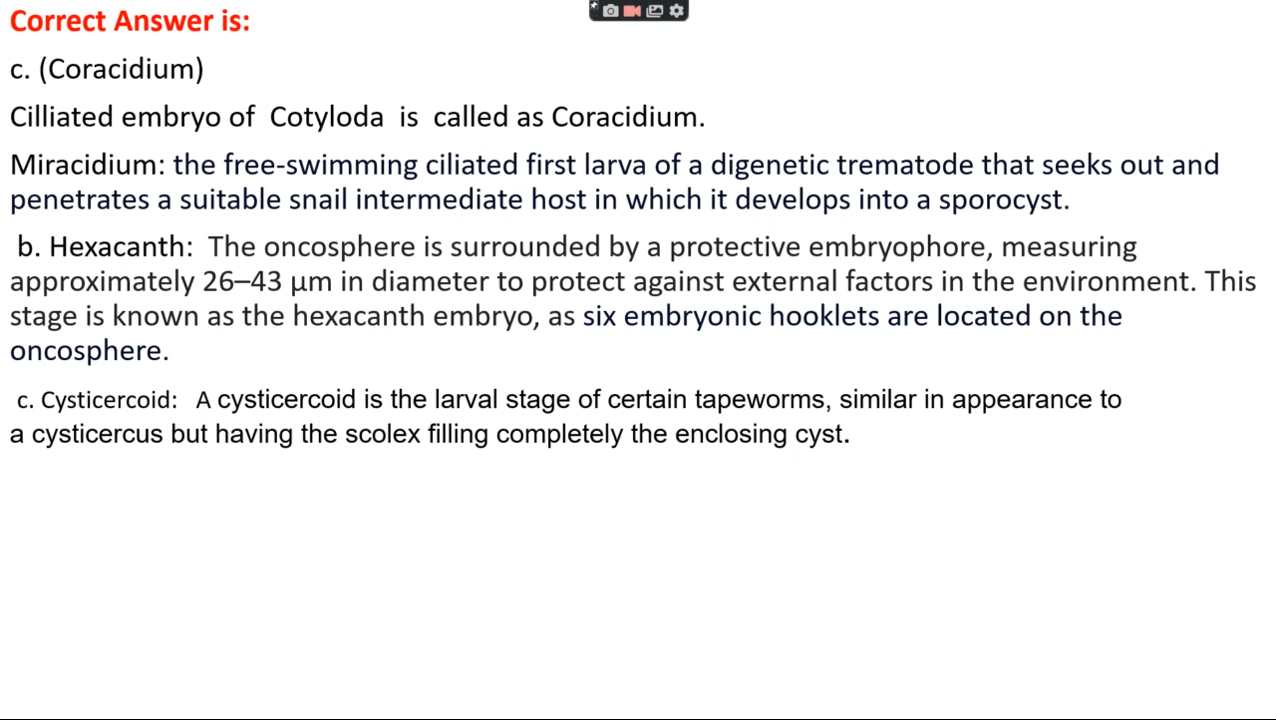 Correct Answer is:
c. (Coracidium)
Cilliated embryo of Cotyloda is called as Coracidium.
Miracidium: the free-swimming ciliated first larva of a digenetic trematode that seeks out and
penetrates a suitable snail intermediate host in which it develops into a sporocyst.
b. Hexacanth: The oncosphere is surrounded by a protective embryophore, measuring
approximately 26–43 μm in diameter to protect against external factors in the environment. This
stage is known as the hexacanth embryo, as six embryonic hooklets are located on the
oncosphere.
c. Cysticercoid: A cysticercoid is the larval stage of certain tapeworms, similar in appearance to
a cysticercus but having the scolex filling completely the enclosing cyst.